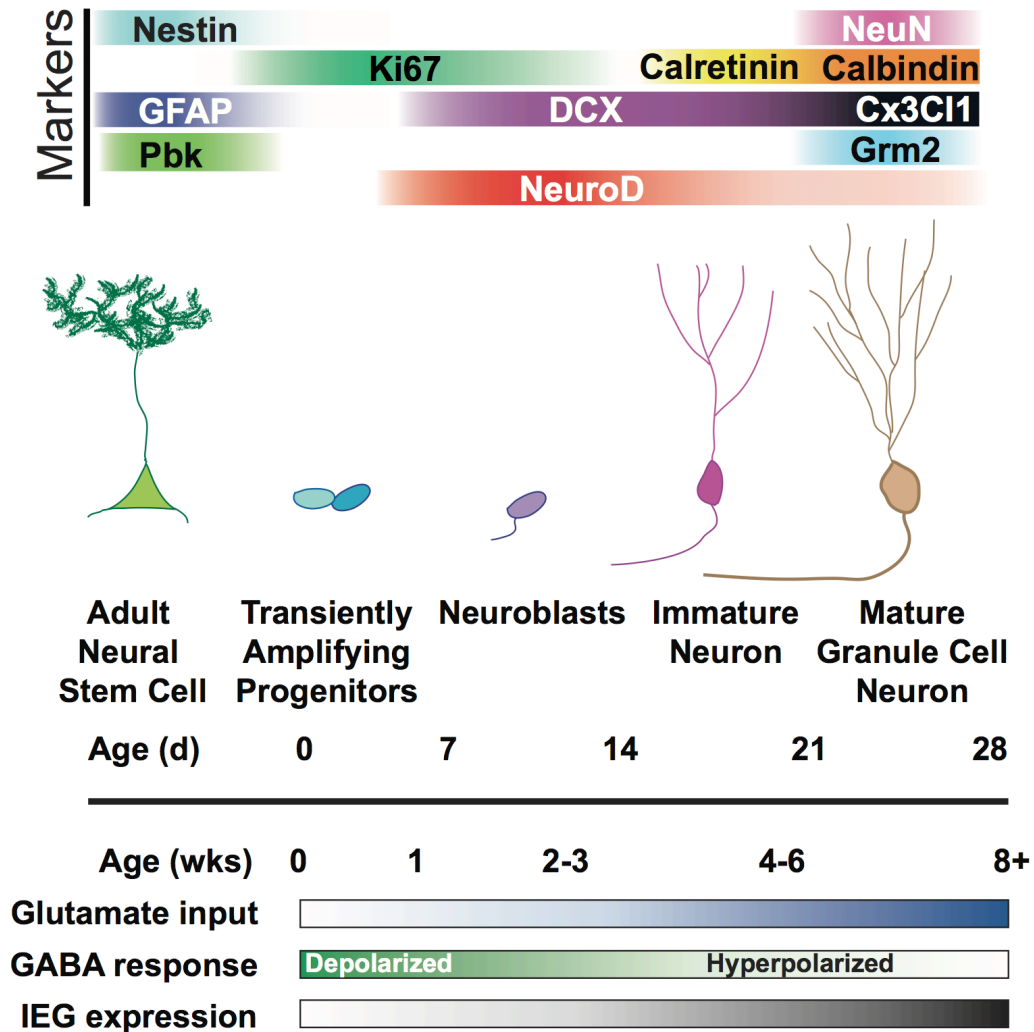 Markers
Nestin
NeuN
Ki67
Calretinin
Calbindin
GFAP
DCX
Cx3Cl1
Pbk
Grm2
NeuroD
Adult
Neural
Stem Cell
Transiently
Amplifying
Progenitors
Neuroblasts
Immature
Neuron
Mature
Granule Cell
Neuron
Age (d) 0 7 14 21 28
Age (wks) 0 1 2-3 4-6 8+
Glutamate input
GABA response Depolarized Hyperpolarized
IEG expression